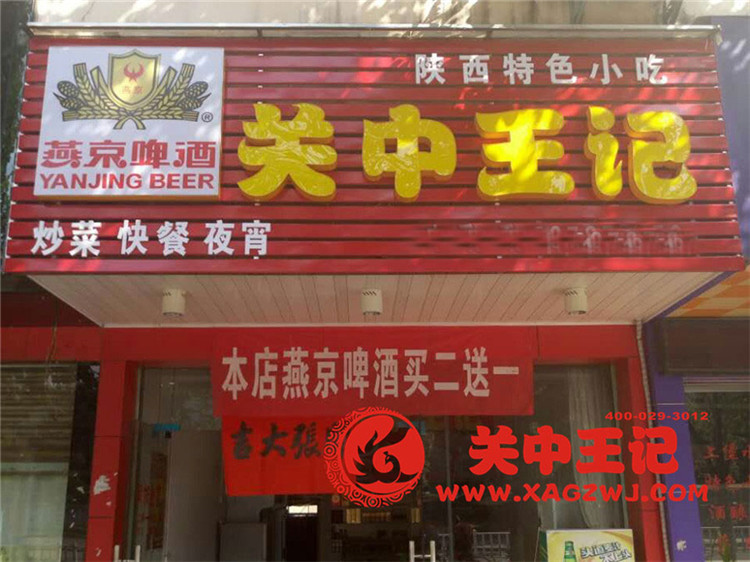 陕西特色小吃
燕京
燕京啤酒®
YANJING BEER
关中王记
炒菜 快餐 夜宵
本店燕京啤酒买二送一
吉大張
400-029-3012
关中王记
WWW.XAGZWJ.COM